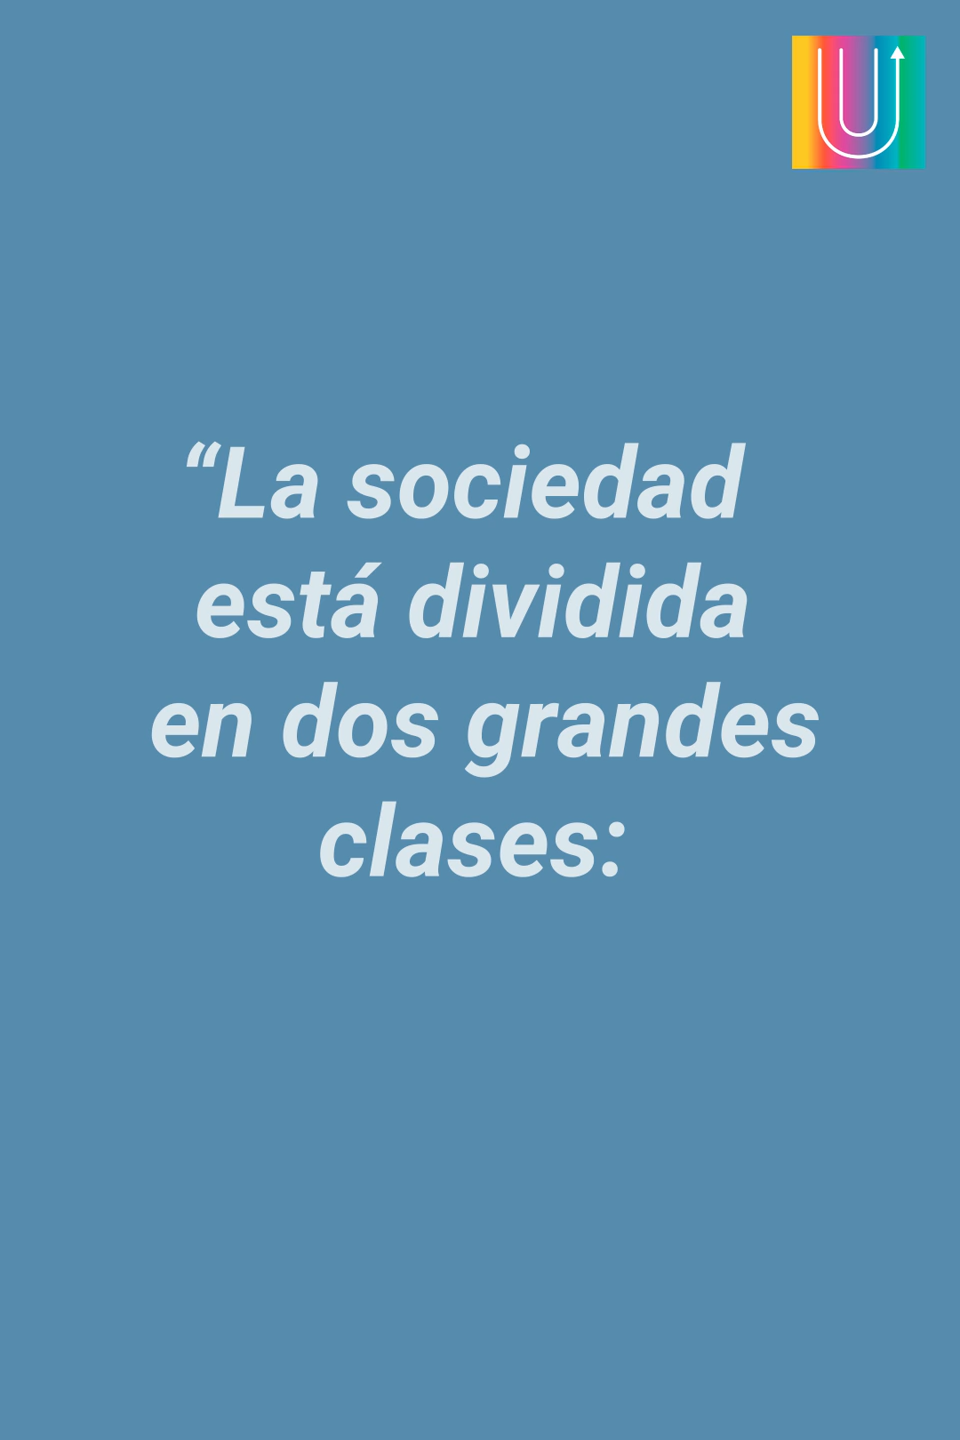 “La sociedad
está dividida
en dos grandes
clases: